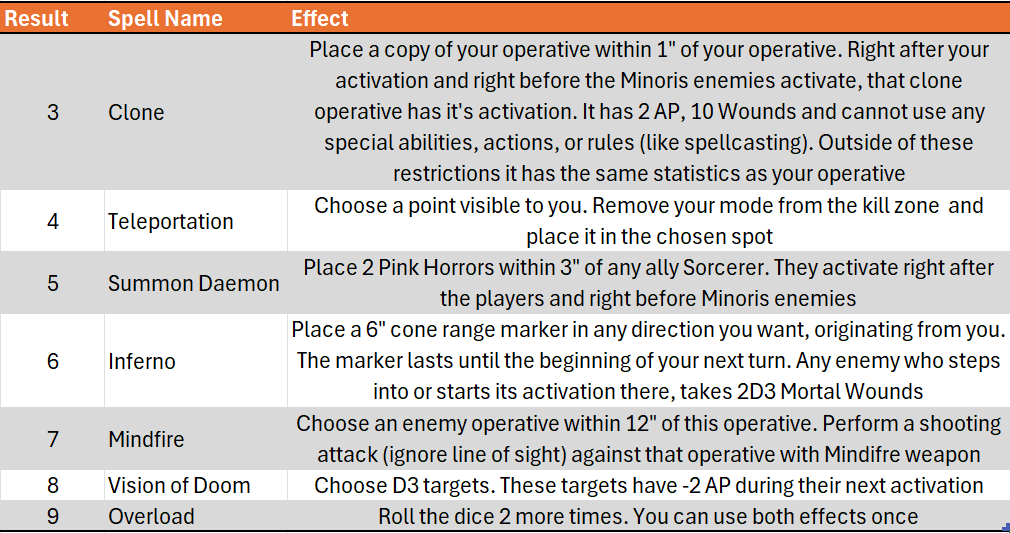 Result Spell Name Effect
Place a copy of your operative within 1" of your operative. Right after your
activation and right before the Minoris enemies activate, that clone
3 Clone operative has it's activation. It has 2 AP, 10 Wounds and cannot use any
special abilities, actions, or rules (like spellcasting). Outside of these
restrictions it has the same statistics as your operative
4 Teleportation Choose a point visible to you. Remove your mode from the kill zone and
place it in the chosen spot
5 Summon Daemon Place 2 Pink Horrors within 3" of any ally Sorcerer. They activate right after
the players and right before Minoris enemies
Place a 6" cone range marker in any direction you want, originating from you.
6 Inferno The marker lasts until the beginning of your next turn. Any enemy who steps
into or starts its activation there, takes 2D3 Mortal Wounds
7 Mindfire Choose an enemy operative within 12" of this operative. Perform a shooting
attack (ignore line of sight) against that operative with Mindifre weapon
8 Vision of Doom Choose D3 targets. These targets have -2 AP during their next activation
9 Overload Roll the dice 2 more times. You can use both effects once